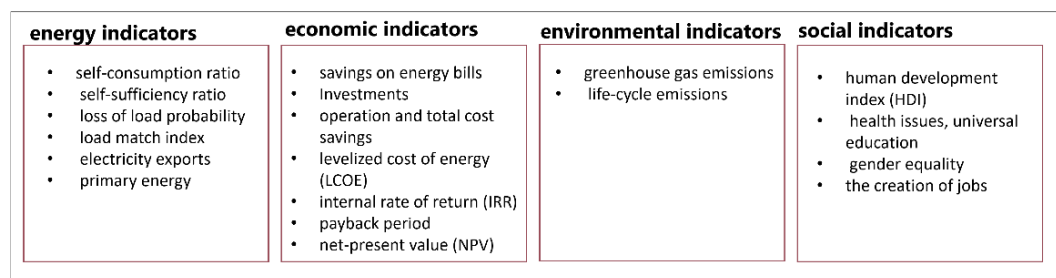 energy indicators
• self-consumption ratio
• self-sufficiency ratio
• loss of load probability
• load match index
• electricity exports
• primary energy
economic indicators
• savings on energy bills
• Investments
• operation and total cost
savings
• levelized cost of energy
(LCOE)
• internal rate of return (IRR)
• payback period
• net-present value (NPV)
environmental indicators
• greenhouse gas emissions
• life-cycle emissions
social indicators
• human development
index (HDI)
• health issues, universal
education
• gender equality
• the creation of jobs